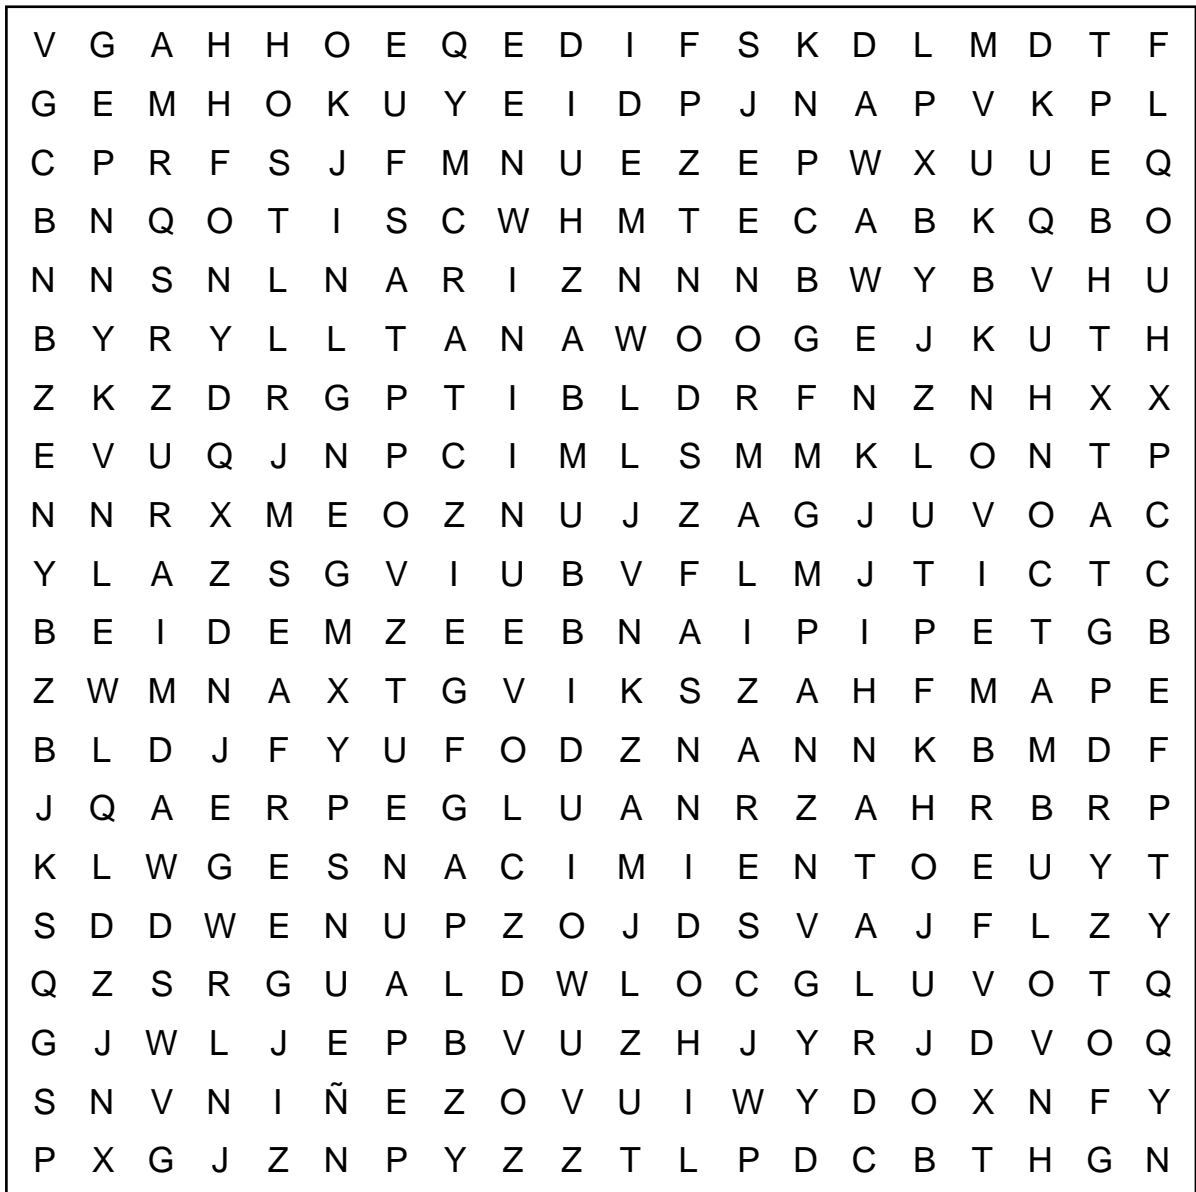 V G A H H O E Q E D I F S K D L M D T F
G E M H O K U Y E I D P J N A P V K P L
C P R F S J F M N U E Z E P W X U U E Q
B N Q O T I S C W H M T E C A B K Q B O
N N S N L N A R I Z N N N B W Y B V H U
B Y R Y L L T A N A W O O G E J K U T H
Z K Z D R G P T I B L D R F N Z N H X X
E V U Q J N P C I M L S M M K L O N T P
N N R X M E O Z N U J Z A G J U V O A C
Y L A Z S G V I U B V F L M J T I C T C
B E I D E M Z E E B N A I P I P E T G B
Z W M N A X T G V I K S Z A H F M A P E
B L D J F Y U F O D Z N A N N K B M D F
J Q A E R P E G L U A N R Z A H R B R P
K L W G E S N A C I M I E N T O E U Y T
S D D W E N U P Z O J D S V A J F L Z Y
Q Z S R G U A L D W L O C G L U V O T Q
G J W L J E P B V U Z H J Y R J D V O Q
S N V N I Ñ E Z O V U I W Y D O X N F Y
P X G J Z N P Y Z Z T L P D C B T H G N